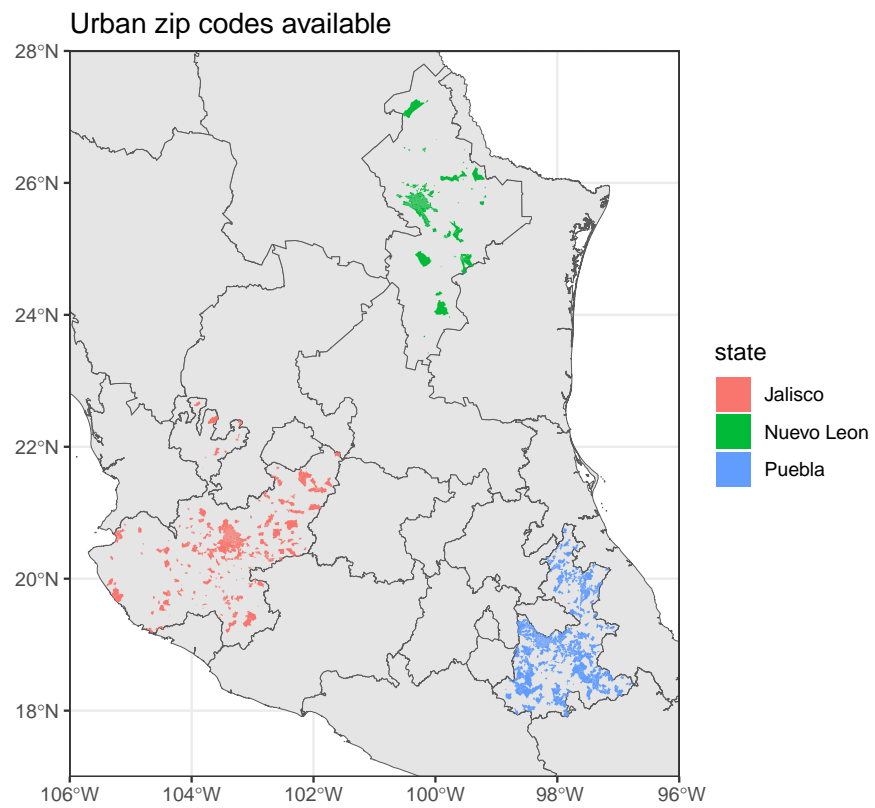 Urban zip codes available
28°N
26°N
24°N
22°N
20°N
18°N
106°W 104°W 102°W 100°W 98°W 96°W
state
Jalisco
Nuevo Leon
Puebla